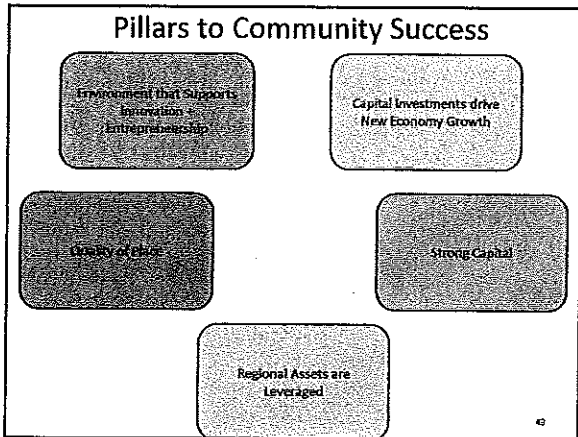 Pillars to Community Success
Environment that Supports
Innovation +
Entrepreneurship
Capital Investments drive
New Economy Growth
Quality of place
Strong Capital
Regional Assets are
Leveraged
43